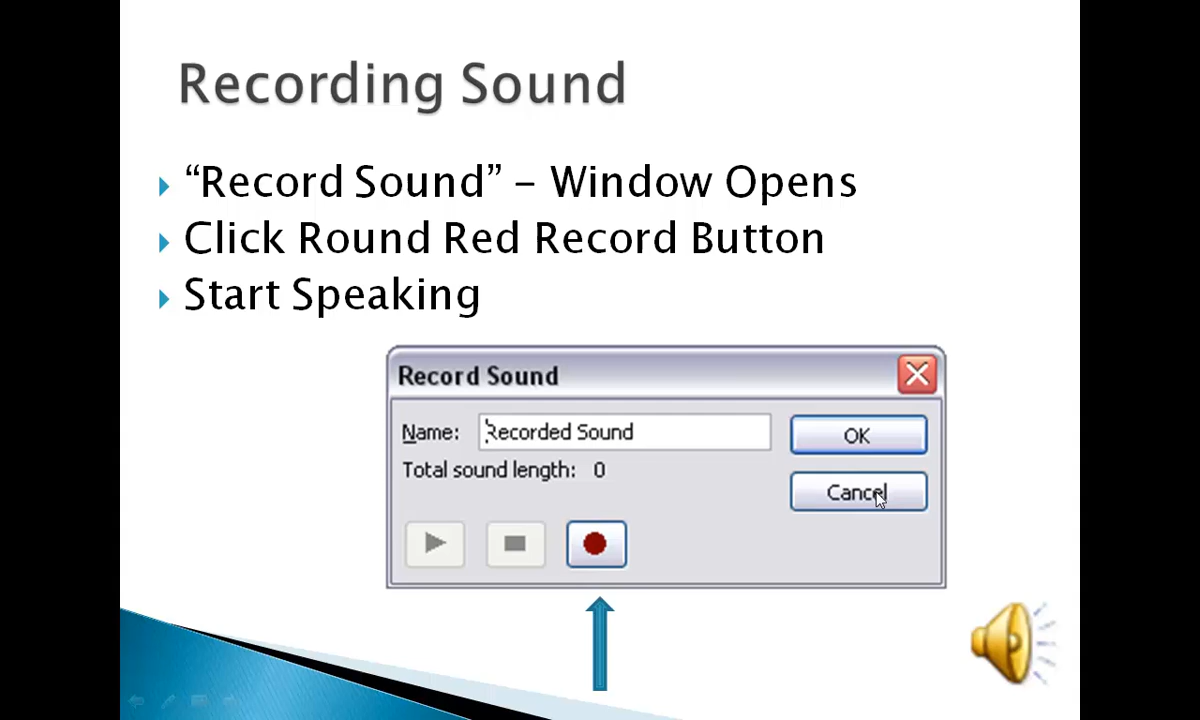 Recording Sound
“Record Sound” – Window Opens
Click Round Red Record Button
Start Speaking
Record Sound
Name: Recorded Sound
OK
Total sound length: 0
Cancel